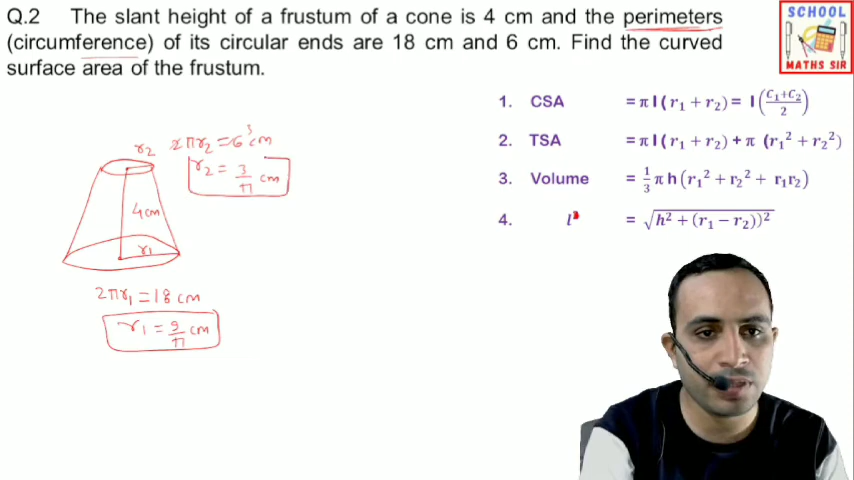 Q.2 The slant height of a frustum of a cone is 4 cm and the perimeters
(circumference) of its circular ends are 18 cm and 6 cm. Find the curved
surface area of the frustum.
SCHOOL
MATHS SIR
1. CSA = π l ( r₁ + r₂ ) = l ( (C₁+C₂)/2 )
2. TSA = π l ( r₁ + r₂ ) + π (r₁² + r₂²)
3. Volume = 1/3 π h ( r₁² + r₂² + r₁r₂ )
4. l² = √h² + (r₁ − r₂))²
r₂
2πr₂ = 6 3 cm
r₂ = 3/π cm
4cm
r₁
2πr₁ = 18 cm
r₁ = 9/π cm